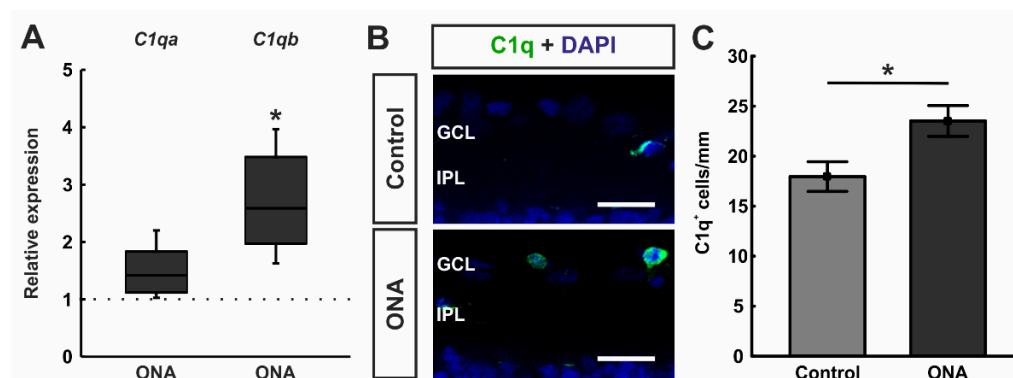 A
C1qa
C1qb
5
4
3
2
1
0
Relative expression
*
ONA
ONA
B
C1q + DAPI
Control
GCL
IPL
ONA
GCL
IPL
C
30
25
20
15
10
5
0
C1q⁺ cells/mm
*
Control
ONA